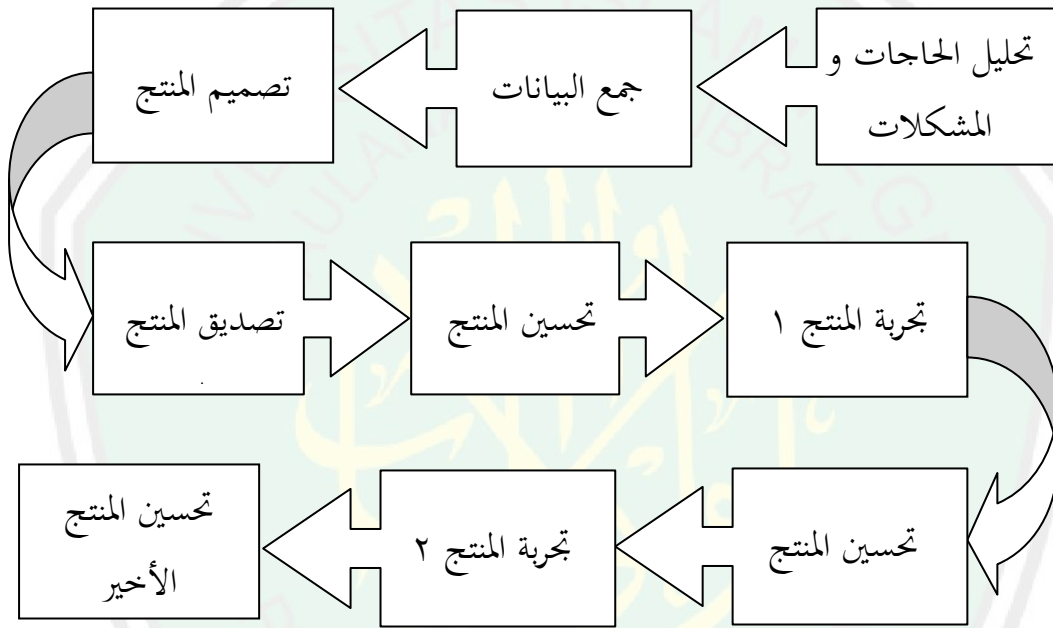 تحليل الحاجات و
المشكلات
جمع البيانات
تصميم المنتج
تصديق المنتج
.
تحسين المنتج
تجربة المنتج ١
تحسين المنتج
تجربة المنتج ٢
تحسين المنتج
الأخير